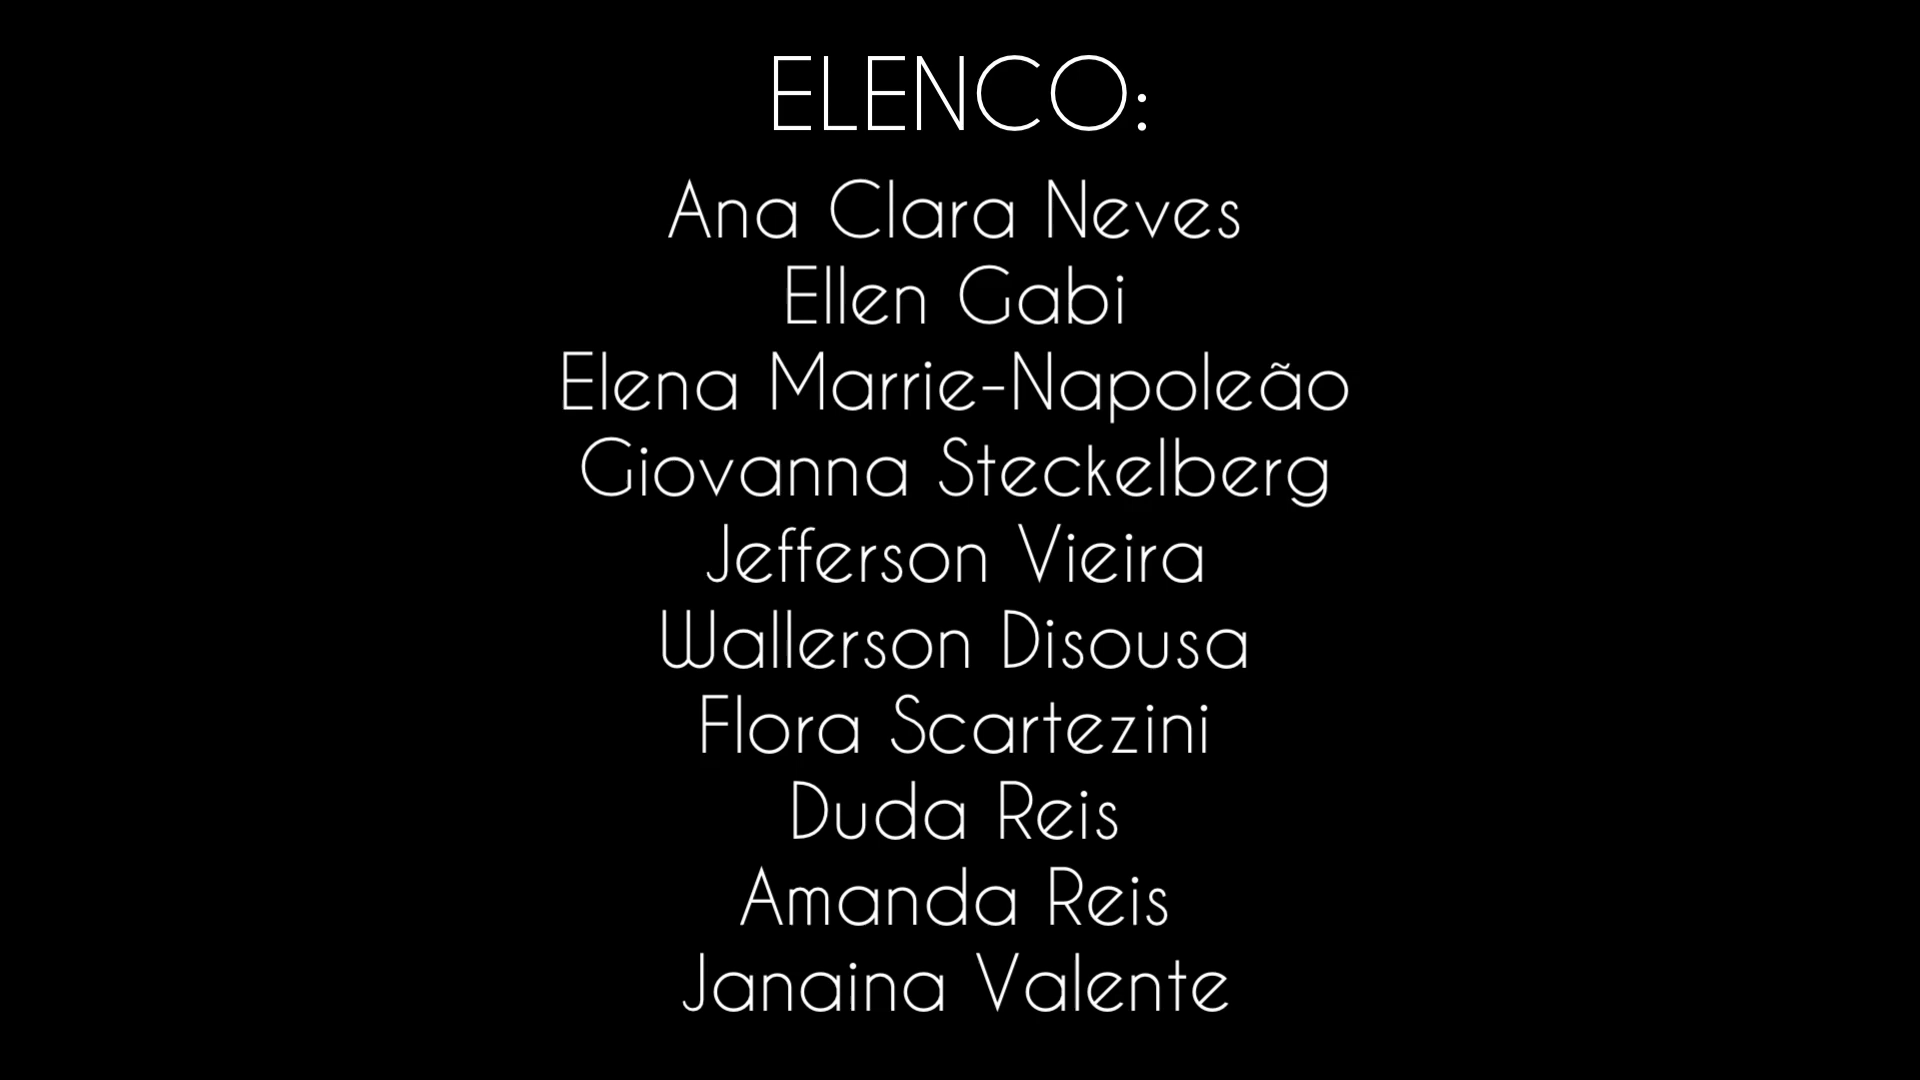 ELENCO:
Ana Clara Neves
Ellen Gabi
Elena Marrie-Napoleão
Giovanna Steckelberg
Jefferson Vieira
Wallerson Disousa
Flora Scartezini
Duda Reis
Amanda Reis
Janaina Valente